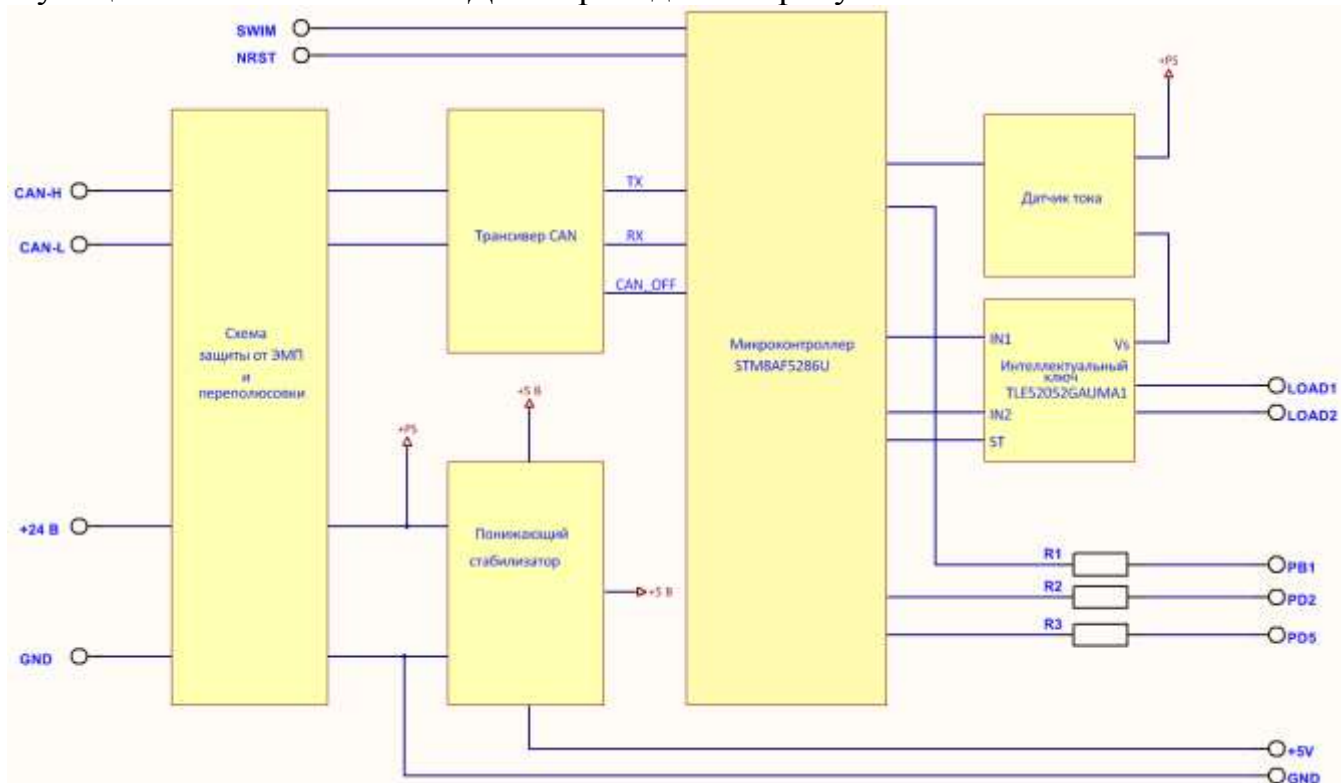 SWIM
NRST
+PS
CAN-H
CAN-L
TX
RX
CAN_OFF
Трансивер CAN
Датчик тока
Схема
защиты от ЭМП
и
переполюсовки
Микроконтроллер
STM8AF5286U
IN1
Vs
Интеллектуальный
ключ
TLE52052GAUMA1
IN2
ST
LOAD1
LOAD2
+5 В
+PS
+24 В
Понижающий
стабилизатор
+5 В
R1
PB1
R2
PD2
R3
PD5
GND
+5V
GND